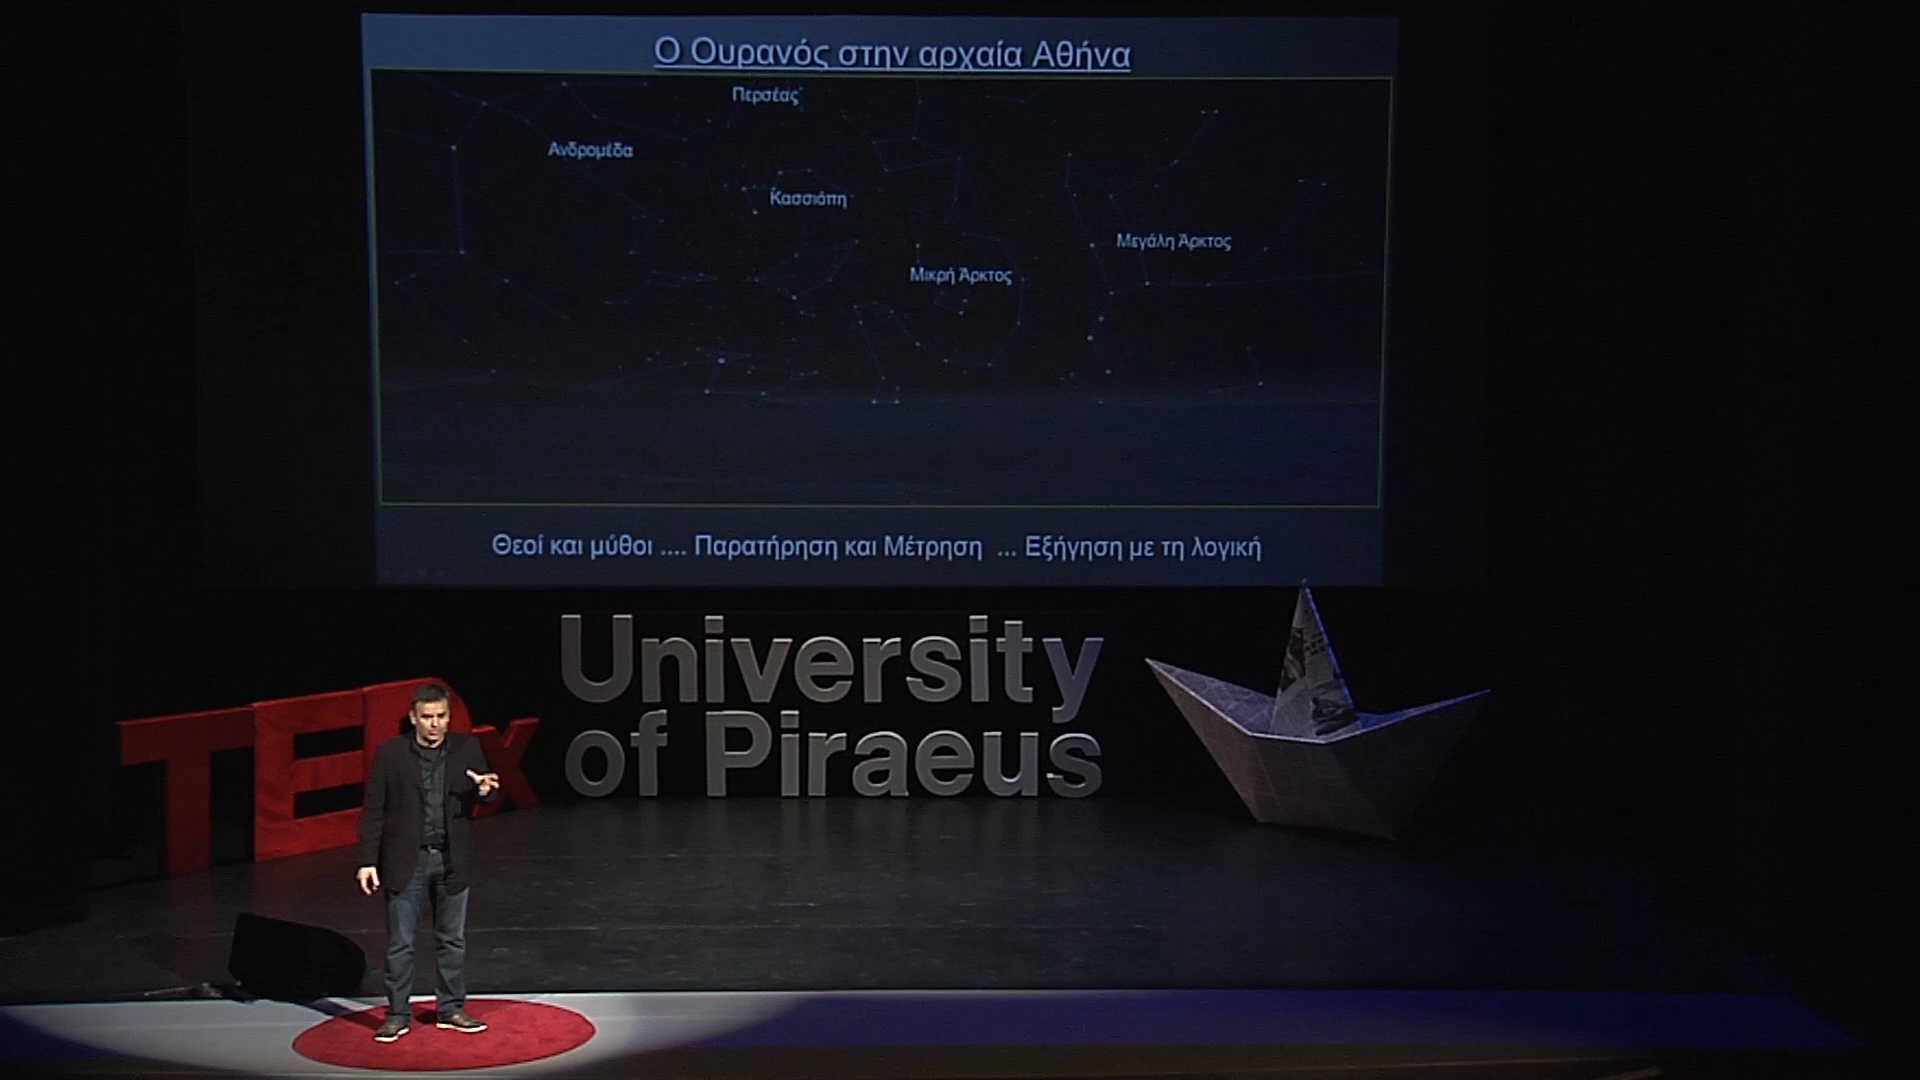 Ο Ουρανός στην αρχαία Αθήνα
Περσέας
Ανδρομέδα
Κασσιόπη
Μεγάλη Άρκτος
Μικρή Άρκτος
Θεοί και μύθοι .... Παρατήρηση και Μέτρηση ... Εξήγηση με τη λογική
TEDx
University
of Piraeus